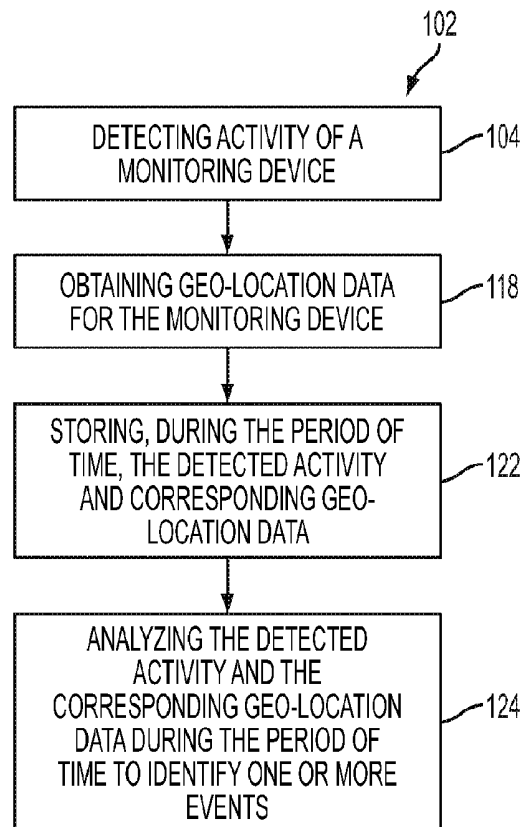 102
DETECTING ACTIVITY OF A
MONITORING DEVICE
104
OBTAINING GEO-LOCATION DATA
FOR THE MONITORING DEVICE
118
STORING, DURING THE PERIOD OF
TIME, THE DETECTED ACTIVITY
AND CORRESPONDING GEO-
LOCATION DATA
122
ANALYZING THE DETECTED
ACTIVITY AND THE
CORRESPONDING GEO-LOCATION
DATA DURING THE PERIOD OF
TIME TO IDENTIFY ONE OR MORE
EVENTS
124